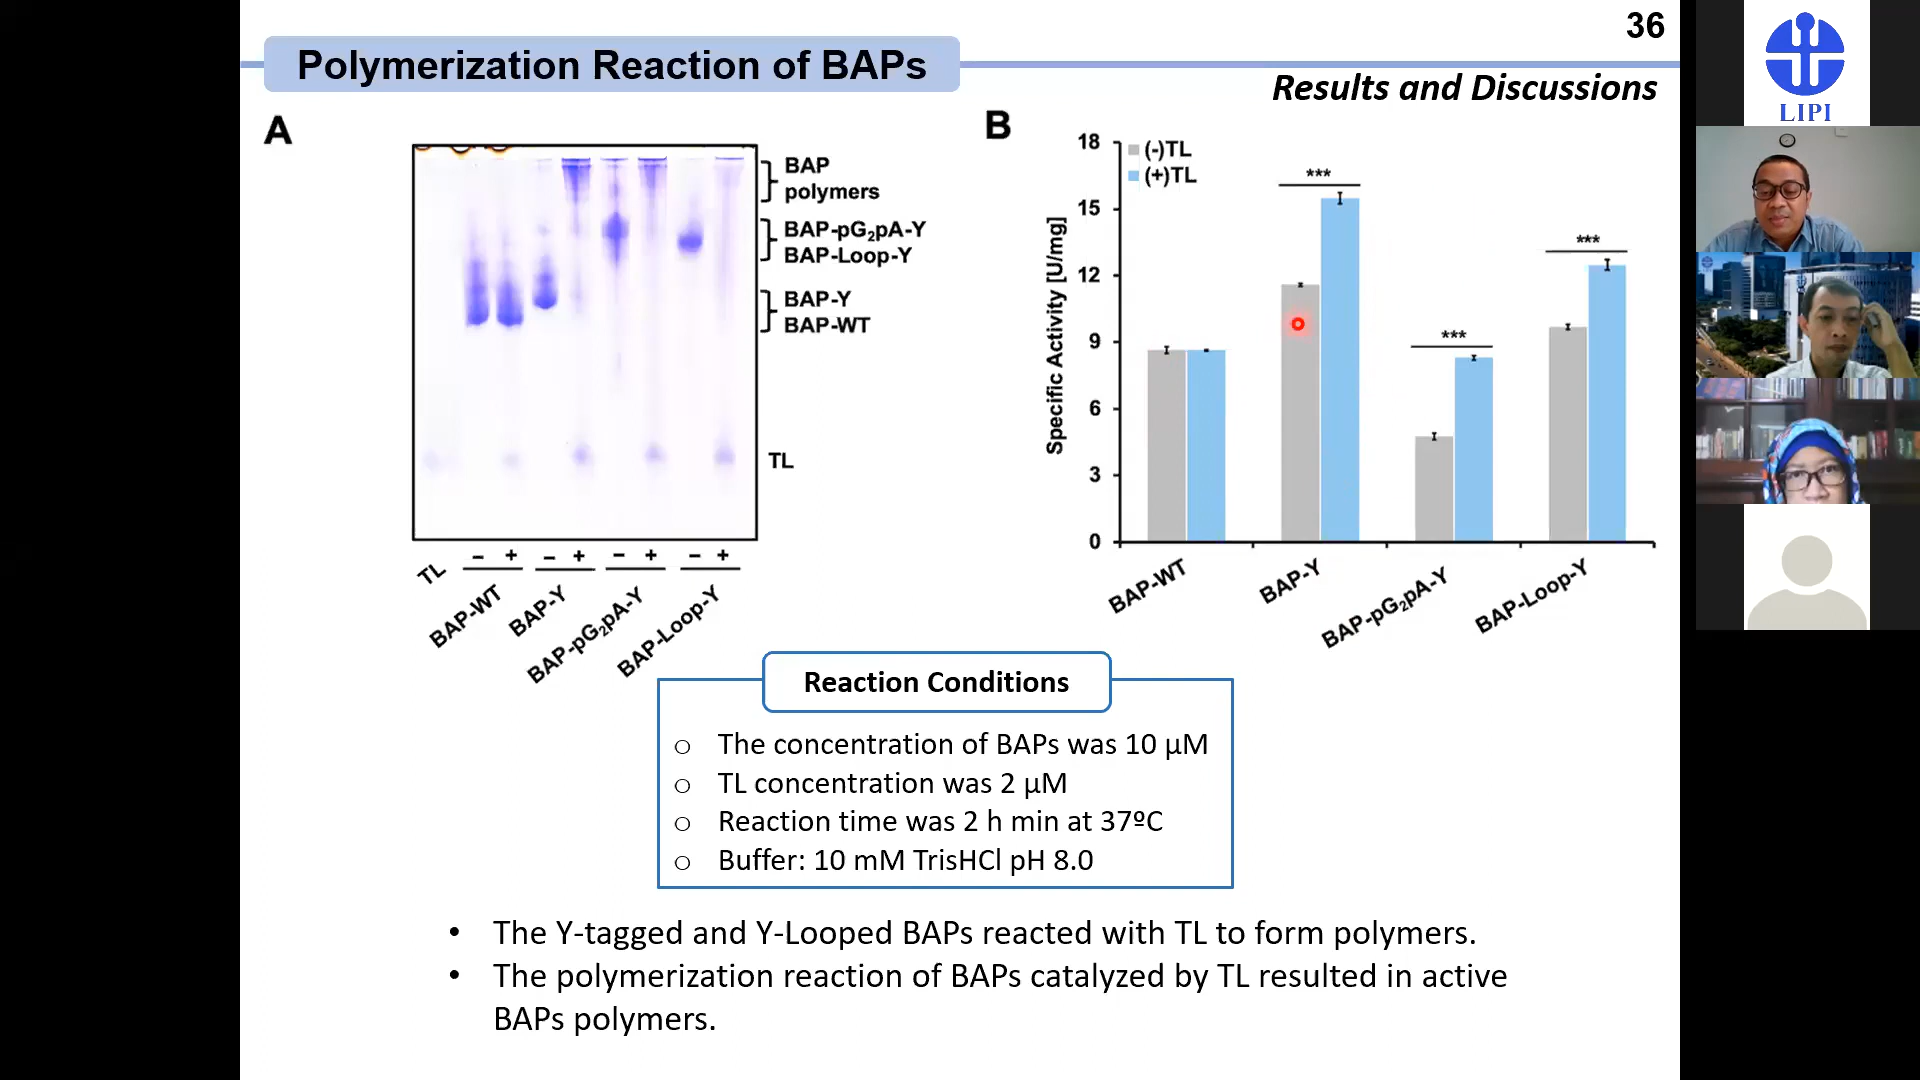 36
Polymerization Reaction of BAPs
Results and Discussions
A
BAP
polymers
BAP-pG₂pA-Y
BAP-Loop-Y
BAP-Y
BAP-WT
TL
− + − + − + − +
TL
BAP-WT
BAP-Y
BAP-pG₂pA-Y
BAP-Loop-Y
B
(-)TL
(+)TL
Specific Activity [U/mg]
18
15
12
9
6
3
0
***
***
***
BAP-WT
BAP-Y
BAP-pG₂pA-Y
BAP-Loop-Y
Reaction Conditions
o The concentration of BAPs was 10 µM
o TL concentration was 2 µM
o Reaction time was 2 h min at 37ºC
o Buffer: 10 mM TrisHCl pH 8.0
• The Y-tagged and Y-Looped BAPs reacted with TL to form polymers.
• The polymerization reaction of BAPs catalyzed by TL resulted in active
BAPs polymers.
LIPI